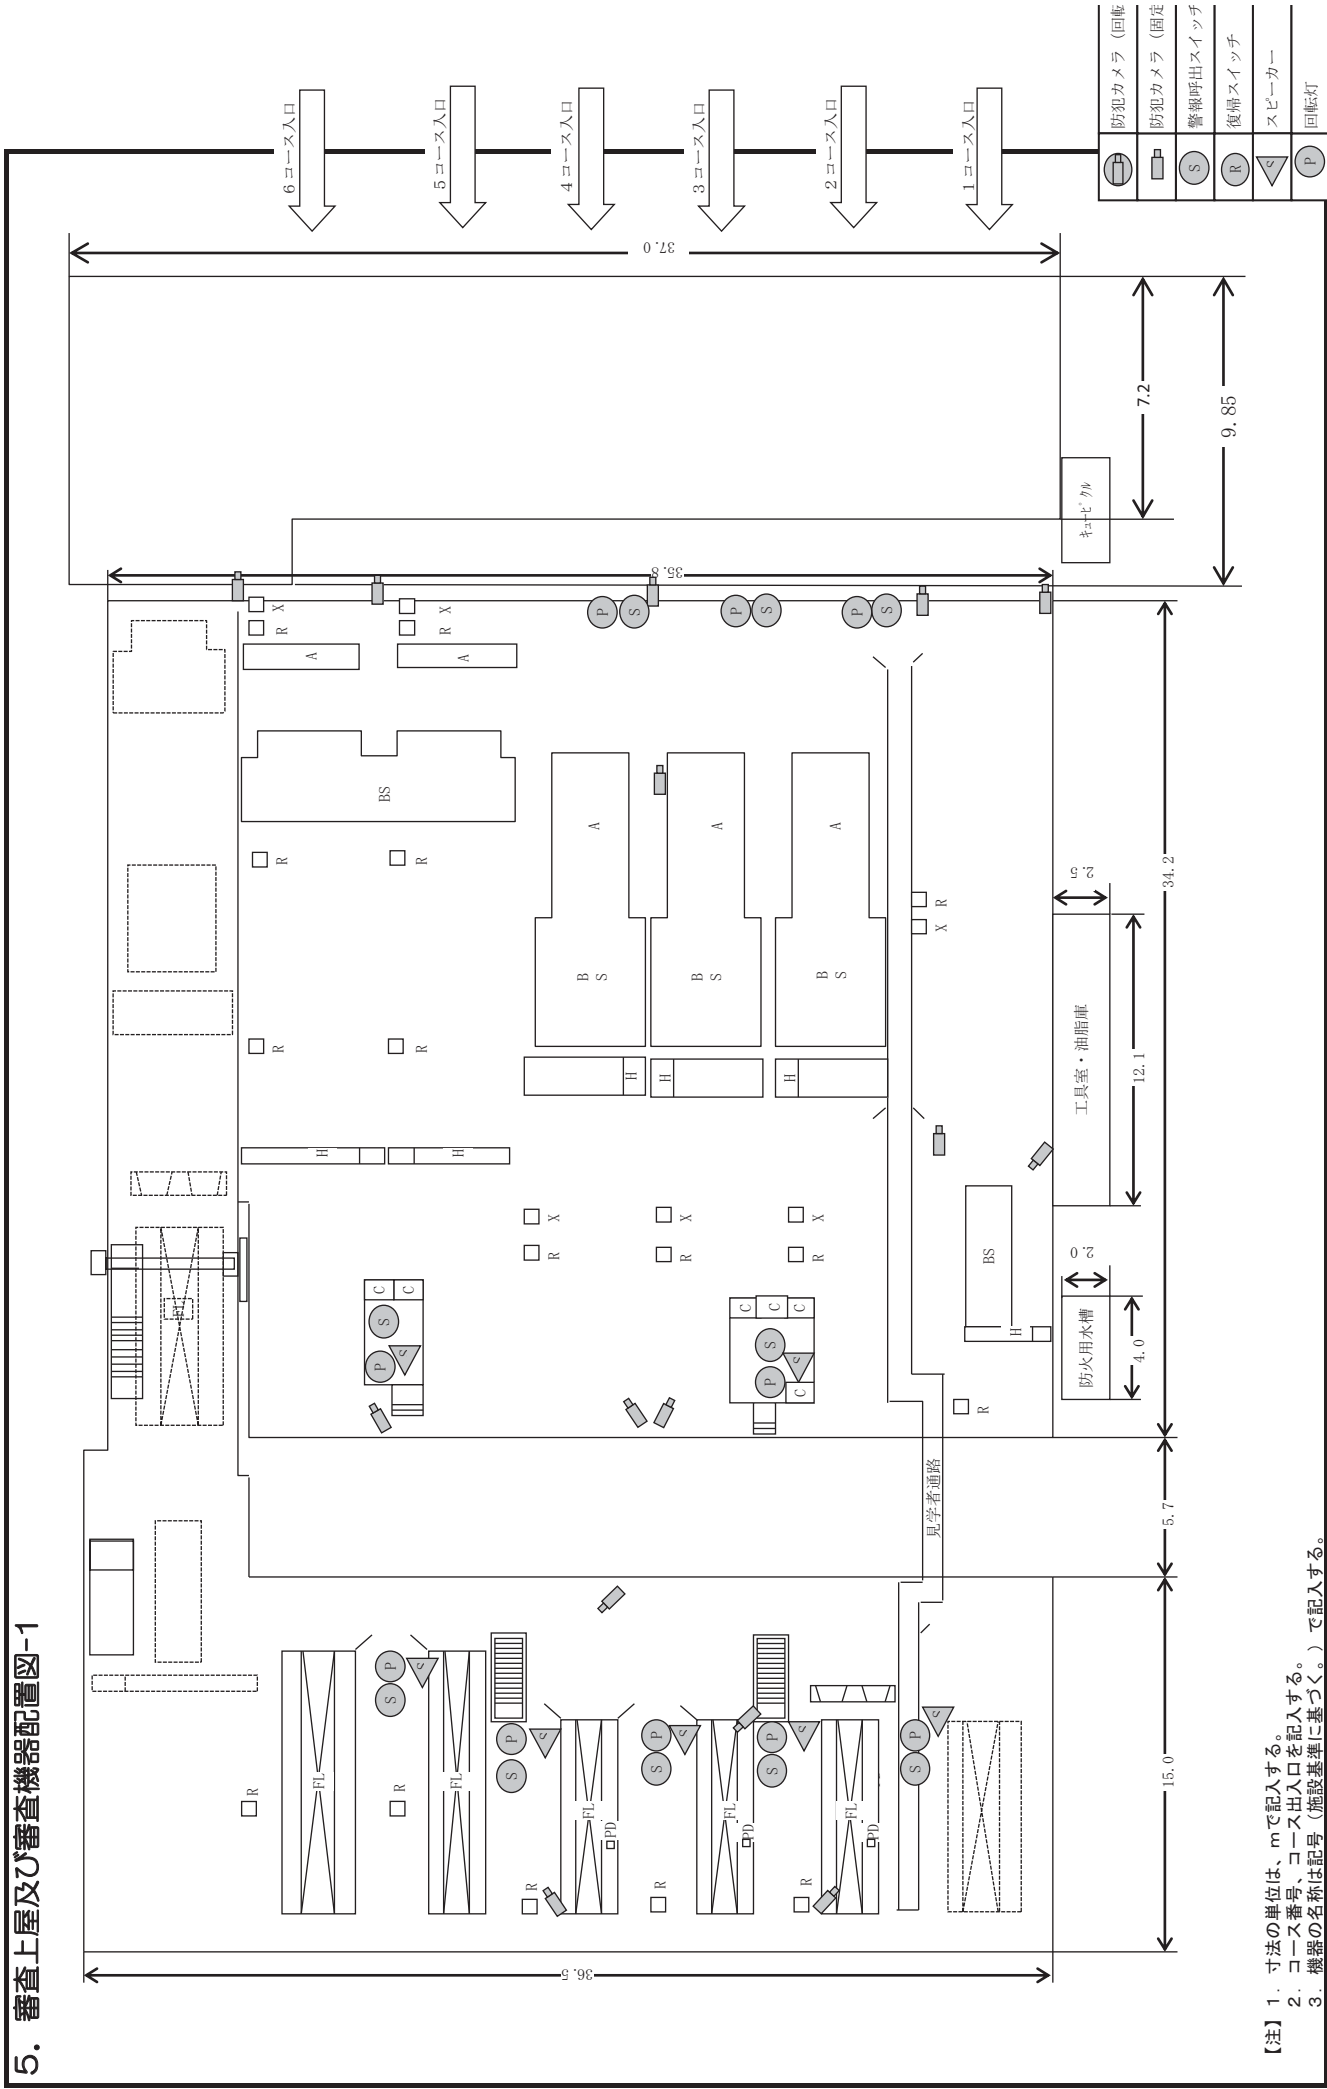 5. 審査上屋及び審査機器配置図-1
6コース入口
5コース入口
4コース入口
3コース入口
2コース入口
1コース入口
防犯カメラ（回転
防犯カメラ（固定
S 警報呼出スイッチ
R 復帰スイッチ
S スピーカー
P 回転灯
37.0
7.2
9.85
キュービクル
35.8
X
R
X
R
A
A
P
S
P
S
P
S
BS
A
A
A
R
R
R
X
B S
B S
B S
34.2
2.5
工具室・油脂庫
12.1
R
R
H
H
H
H
H
X
X
X
R
R
R
FL
C
C
S
P
S
C
C
C
S
P
S
C
BS
H
2.0
防火用水槽
4.0
R
見学者通路
5.7
P
S
S
P
S
S
P
S
S
P
S
S
P
S
S
R
R
FL
FL
FL
FL
FL
PD
PD
PD
R
R
R
15.0
36.5
【注】1. 寸法の単位は、mで記入する。
2. コース番号、コース出入口を記入する。
3. 機器の名称は記号（施設基準に基づく。）で記入する。